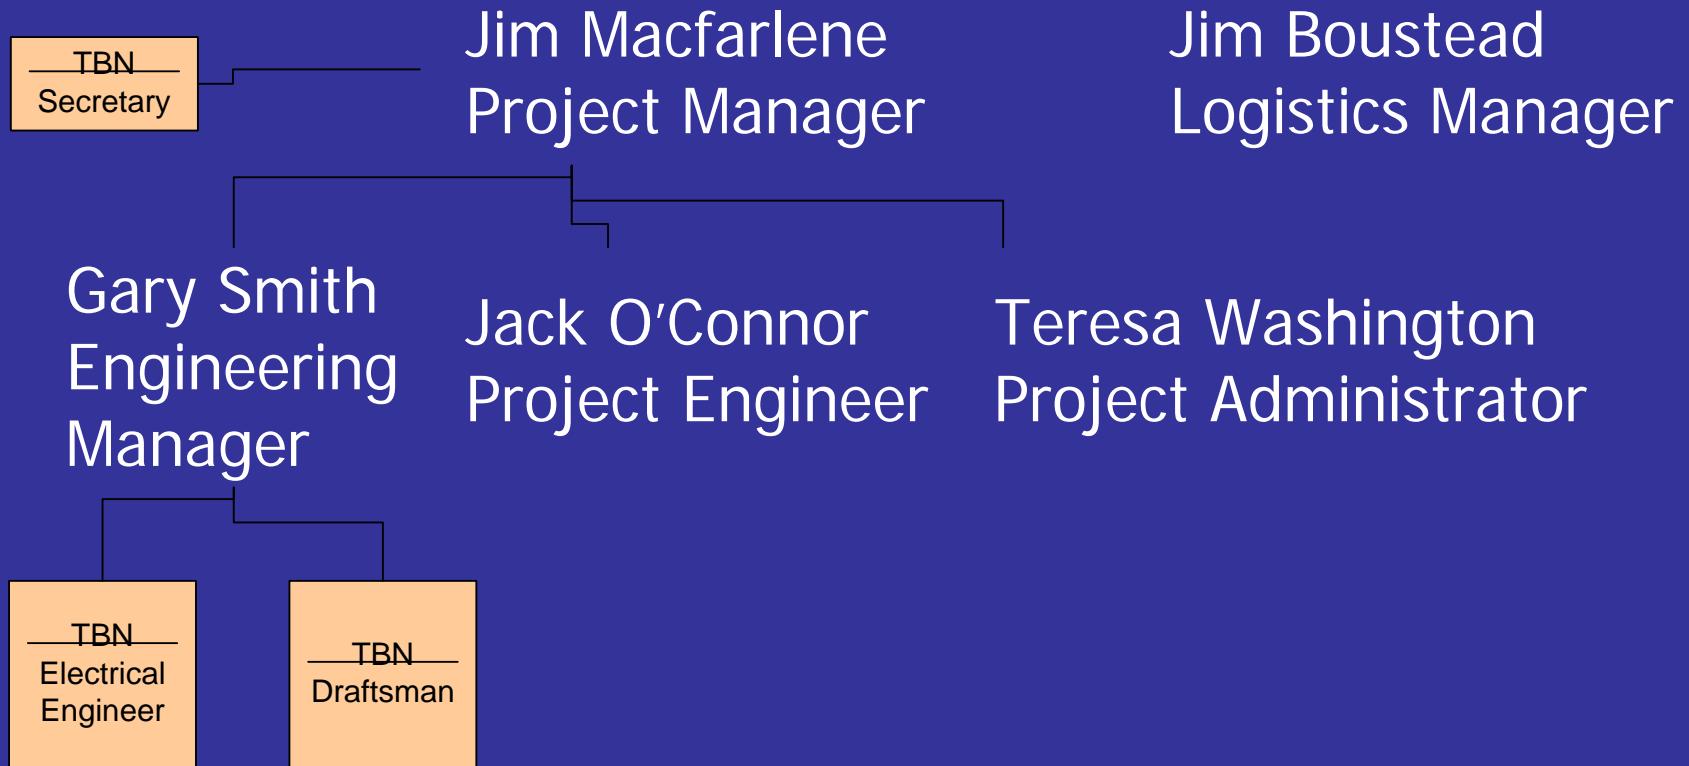 TBN
Secretary
Jim Macfarlene
Project Manager
Jim Boustead
Logistics Manager
Gary Smith
Engineering
Manager
Jack O'Connor
Project Engineer
Teresa Washington
Project Administrator
TBN
Electrical
Engineer
TBN
Draftsman